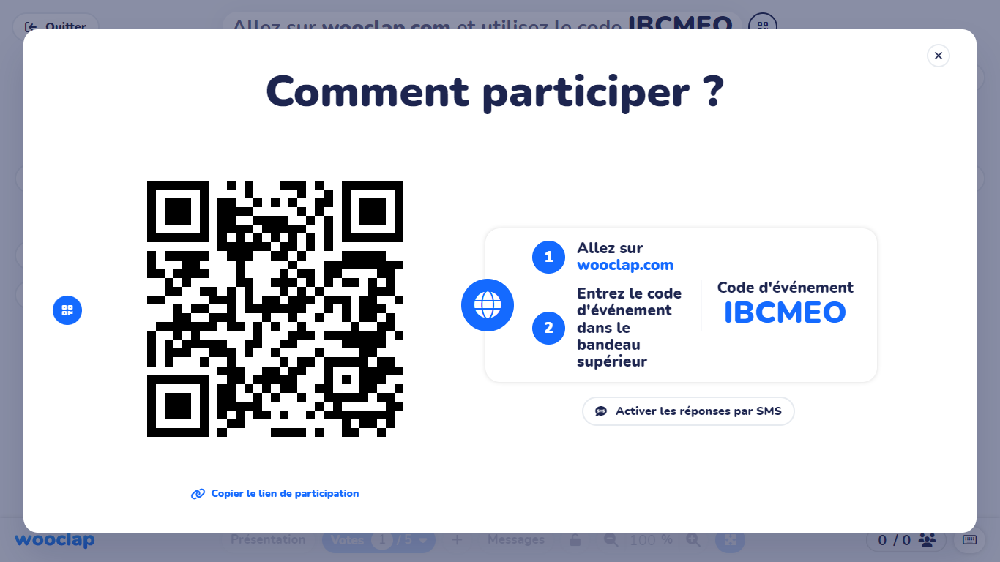 Quitter
Allez sur wooclap.com et utilisez le code IBCMEO
Comment participer ?
1
Allez sur
wooclap.com
2
Entrez le code
d'événement
dans le
bandeau
supérieur
Code d'événement
IBCMEO
SMS
Activer les réponses par SMS
Copier le lien de participation
wooclap
Présentation
Votes 1 / 5
Messages
100 %
0 / 0